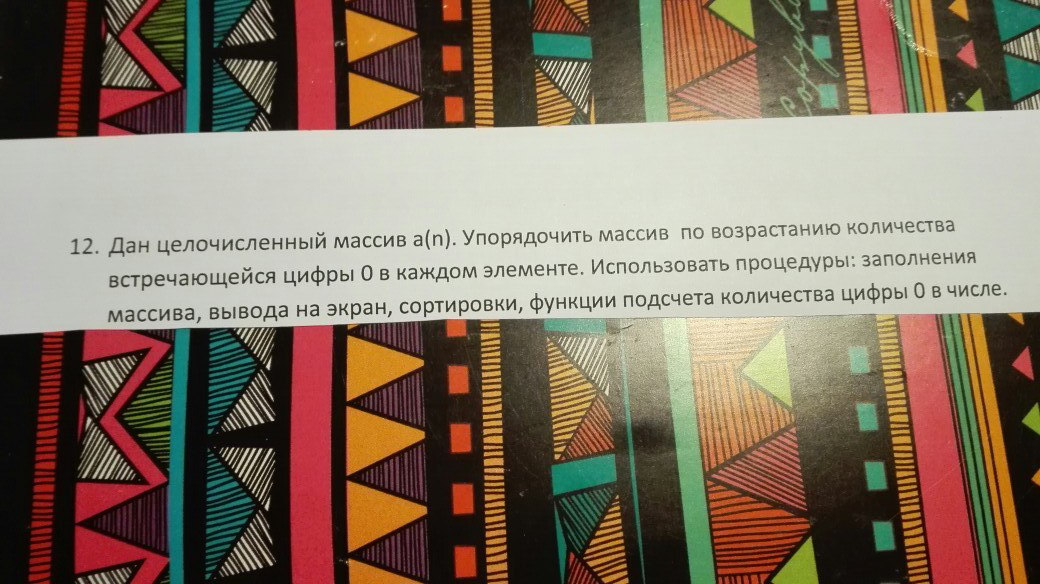 12. Дан целочисленный массив a(n). Упорядочить массив по возрастанию количества
встречающейся цифры 0 в каждом элементе. Использовать процедуры: заполнения
массива, вывода на экран, сортировки, функции подсчета количества цифры 0 в числе.